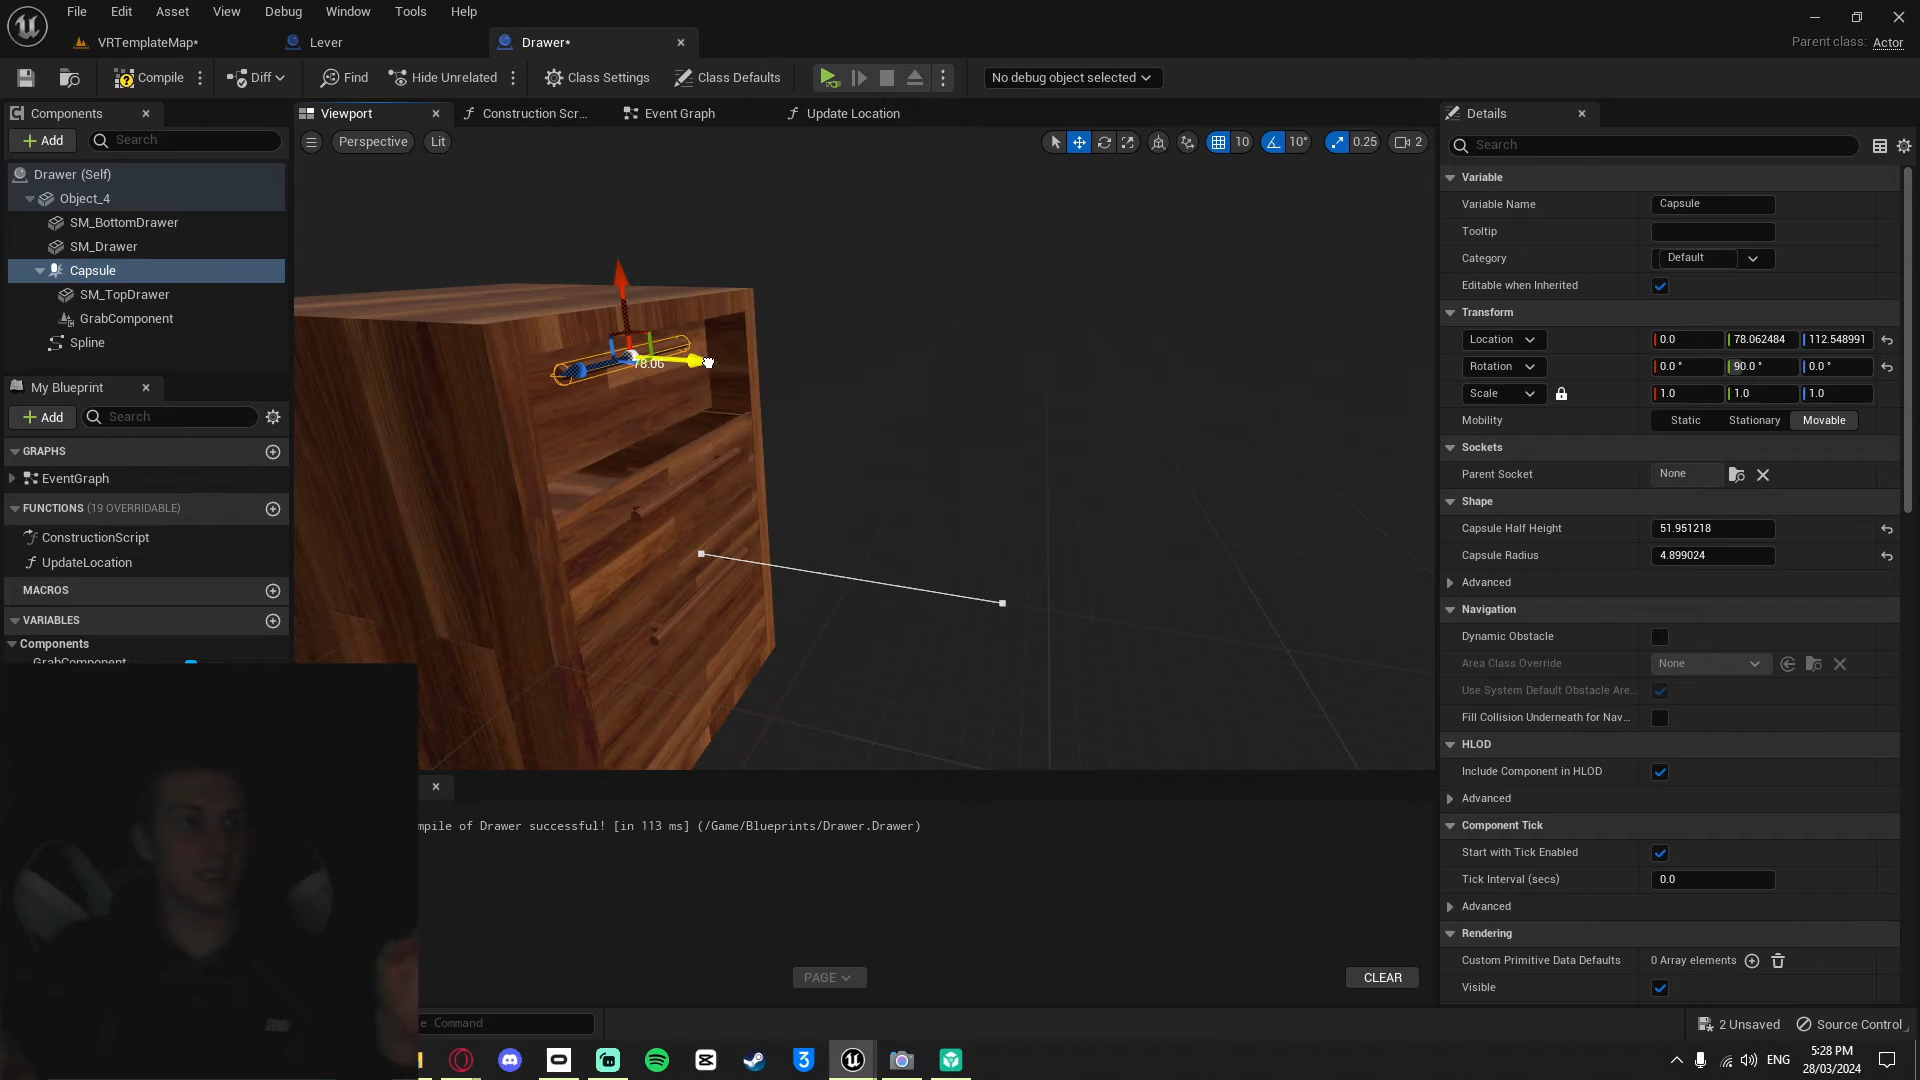 File Edit Asset View Debug Window Tools Help
VRTemplateMap* Lever Drawer*
Parent class: Actor
Compile Diff Find Hide Unrelated Class Settings Class Defaults No debug object selected
Components Viewport Construction Scr... Event Graph Update Location Details
Add Search Perspective Lit 10 10° 0.25 2 Search
Drawer (Self)
Object_4
SM_BottomDrawer
SM_Drawer
Capsule
SM_TopDrawer
GrabComponent
Spline
78.06
My Blueprint
Add Search
GRAPHS
EventGraph
FUNCTIONS (19 OVERRIDABLE)
ConstructionScript
UpdateLocation
MACROS
VARIABLES
Components
GrabComponent
Variable
Variable Name Capsule
Tooltip
Category Default
Editable when Inherited
Transform
Location 0.0 78.062484 112.548991
Rotation 0.0 ° 90.0 ° 0.0 °
Scale 1.0 1.0 1.0
Mobility Static Stationary Movable
Sockets
Parent Socket None
Shape
Capsule Half Height 51.951218
Capsule Radius 4.899024
Advanced
Navigation
Dynamic Obstacle
Area Class Override None
Use System Default Obstacle Are...
Fill Collision Underneath for Nav...
HLOD
Include Component in HLOD
Advanced
Component Tick
Start with Tick Enabled
Tick Interval (secs) 0.0
Advanced
Rendering
Custom Primitive Data Defaults 0 Array elements
Visible
mpile of Drawer successful! [in 113 ms] (/Game/Blueprints/Drawer.Drawer)
PAGE CLEAR
e Command
2 Unsaved Source Control
ENG
5:28 PM
28/03/2024